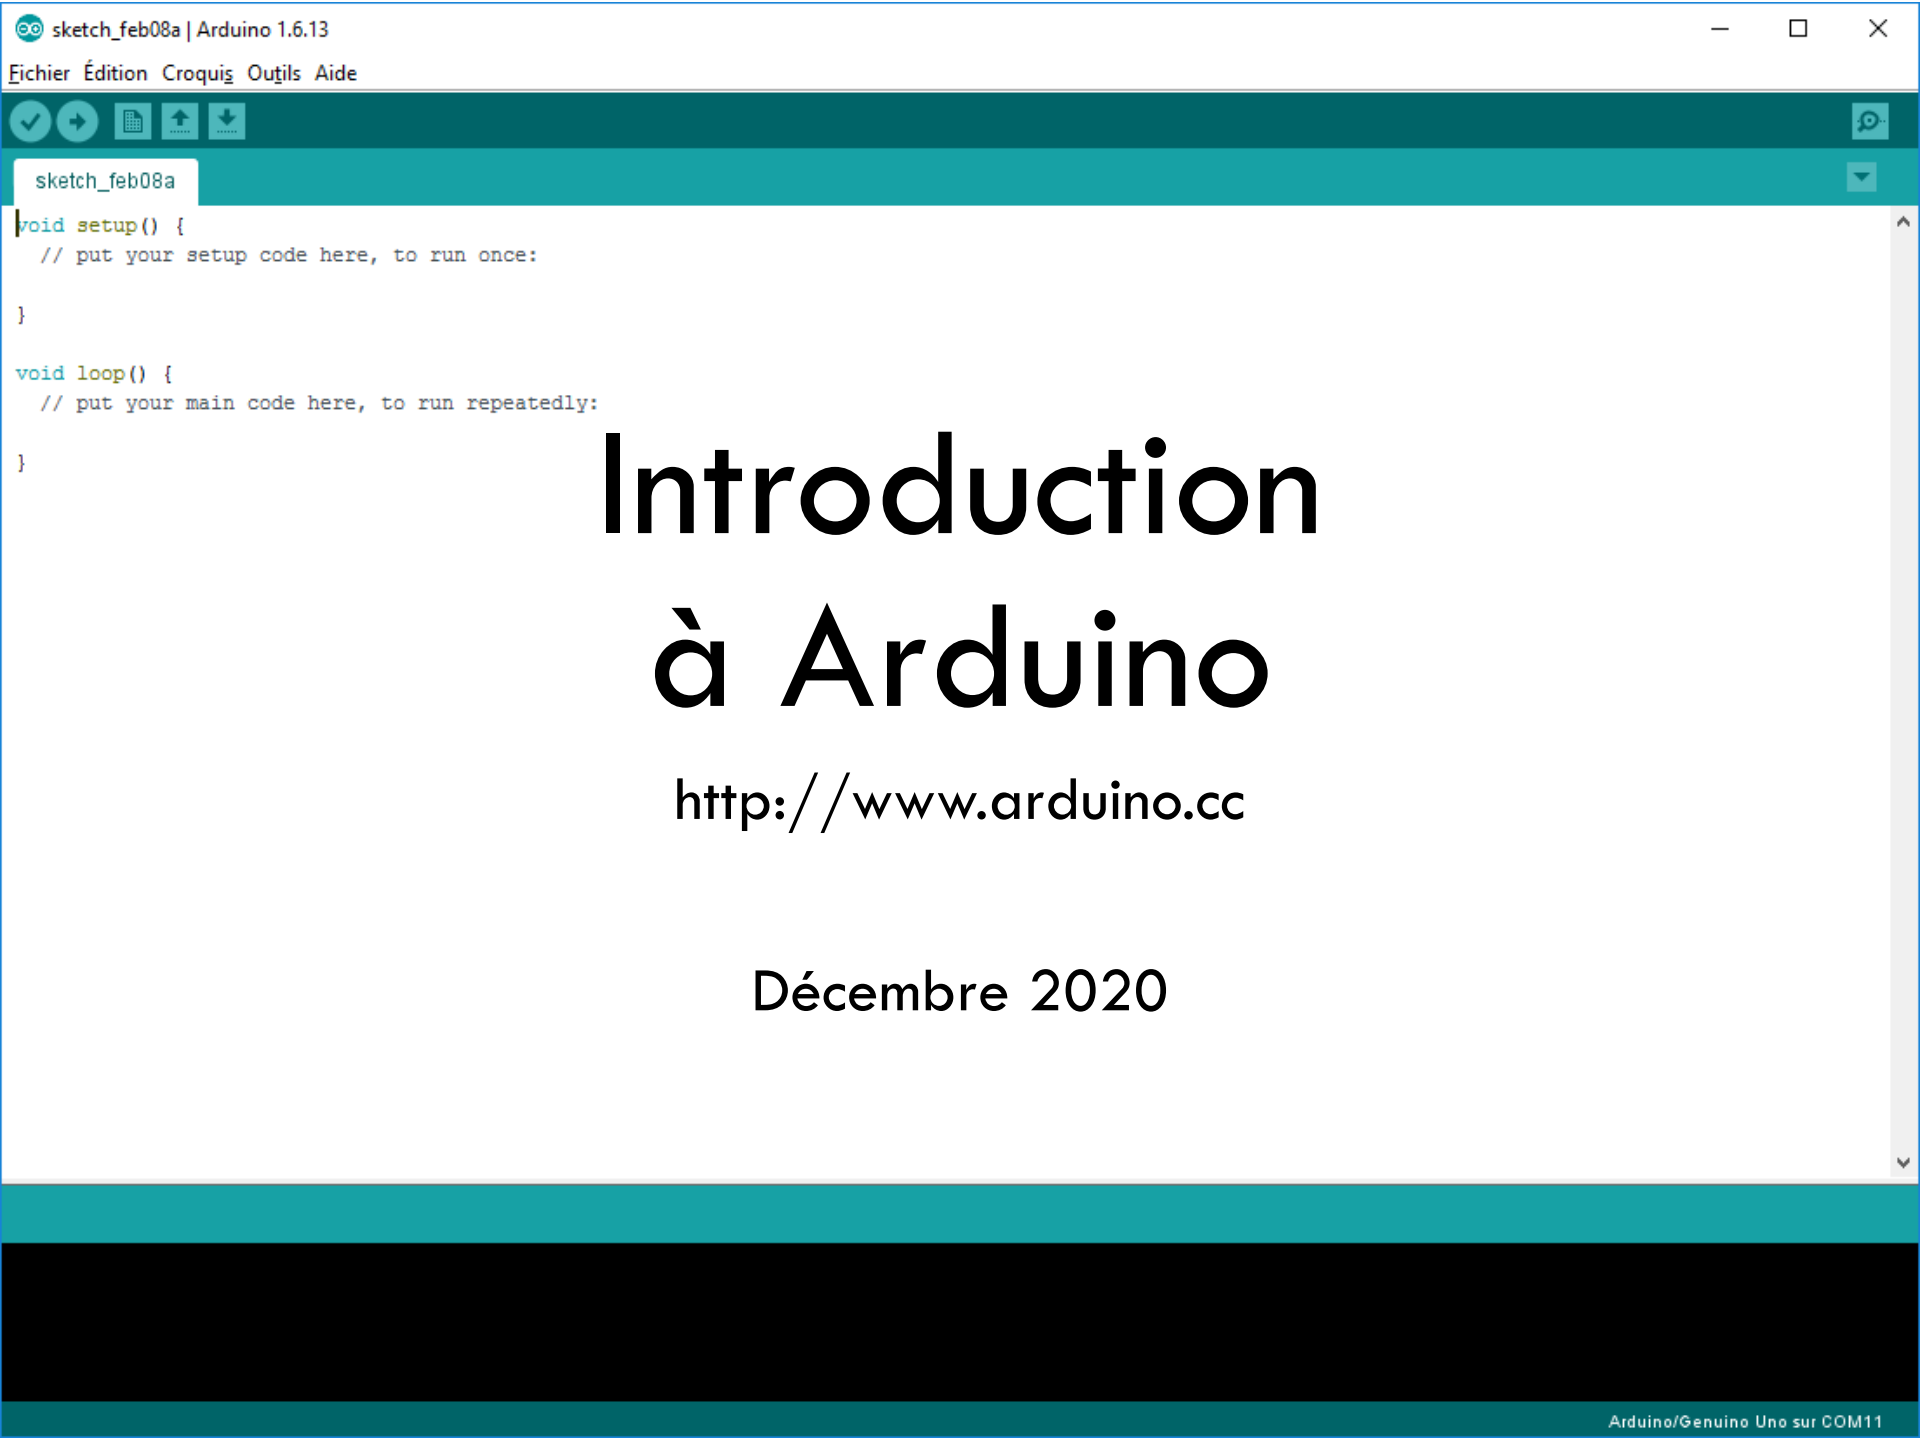 sketch_feb08a | Arduino 1.6.13
Fichier Édition Croquis Outils Aide
sketch_feb08a
void setup() {
  // put your setup code here, to run once:
}
void loop() {
  // put your main code here, to run repeatedly:
}
Introduction
à Arduino
http://www.arduino.cc
Décembre 2020
Arduino/Genuino Uno sur COM11